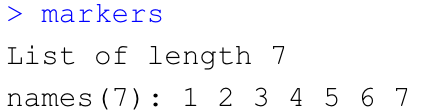 > markers
List of length 7
names(7): 1 2 3 4 5 6 7